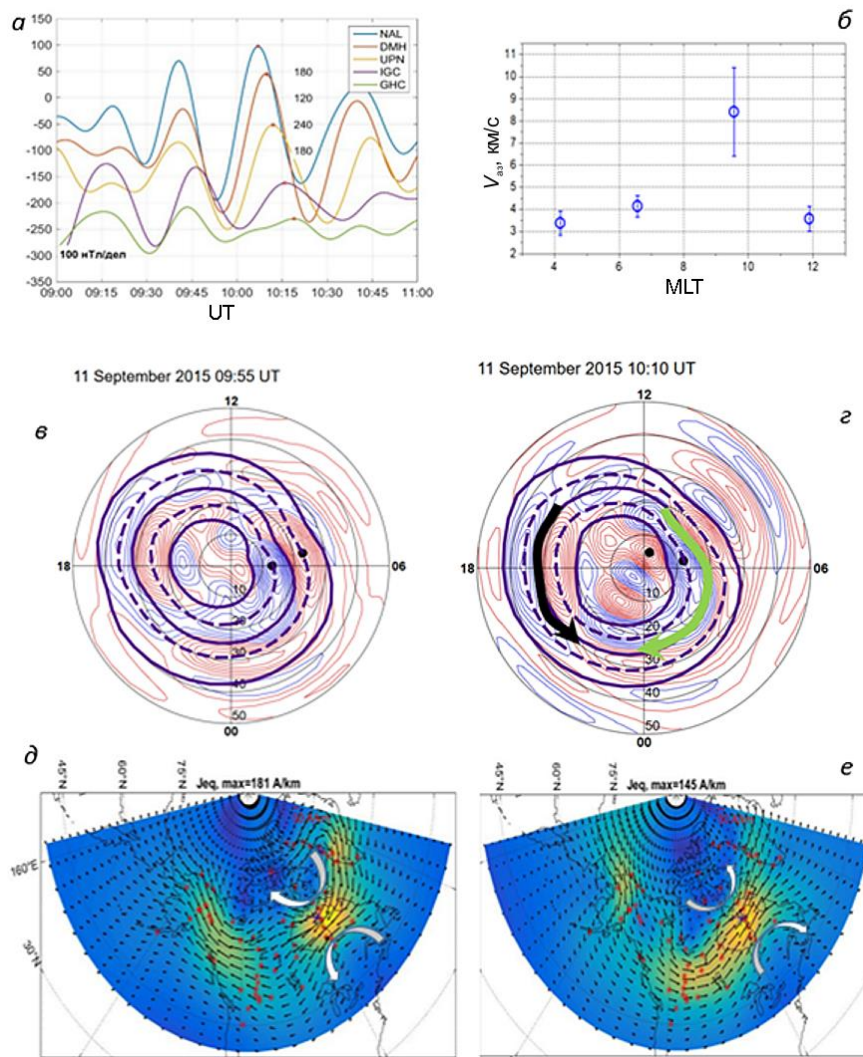 а
150
100
50
0
-50
-100
-150
-200
-250
-300
-350
NAL
DMH
UPN
IGC
GHC
180
120
240
180
100 нТл/дел
09:00 09:15 09:30 09:45 10:00 10:15 10:30 10:45 11:00
UT
б
11
10
9
8
7
6
5
4
3
2
Vаз, км/с
4 6 8 10 12
MLT
11 September 2015 09:55 UT
в
12
18
06
10
20
30
40
50
00
11 September 2015 10:10 UT
г
12
18
06
10
20
30
40
50
00
д
Jeq, max=181 A/km
45°N
60°N
75°N
160°E
30°N
е
Jeq, max=145 A/km
45°N
60°N
75°N
160°E
30°N